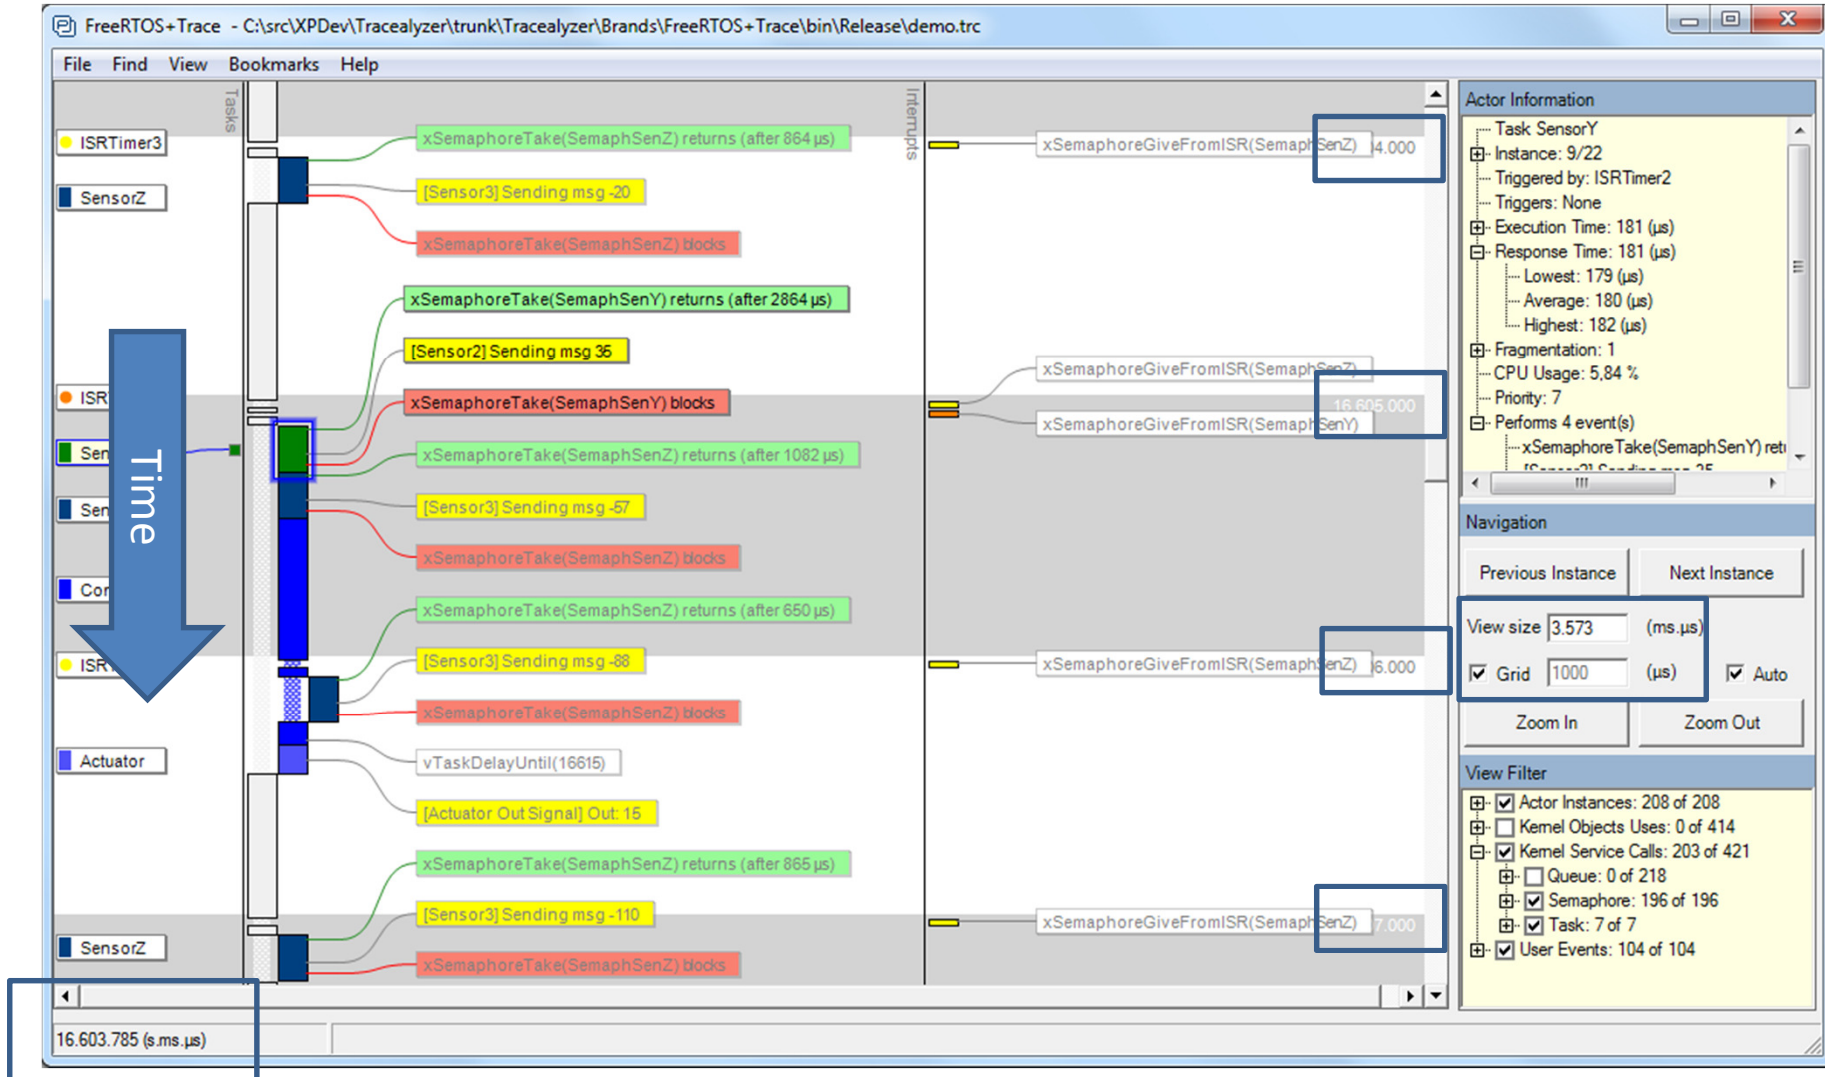 FreeRTOS+Trace - C:\src\XPDev\Tracealyzer\trunk\Tracealyzer\Brands\FreeRTOS+Trace\bin\Release\demo.trc
File Find View Bookmarks Help
Tasks
Interrupts
ISRTimer3
SensorZ
ISR
Sen
Sen
Cor
ISR
Actuator
SensorZ
Time
xSemaphoreTake(SemaphSenZ) returns (after 864 µs)
[Sensor3] Sending msg -20
xSemaphoreTake(SemaphSenZ) blocks
xSemaphoreTake(SemaphSenY) returns (after 2864 µs)
[Sensor2] Sending msg 35
xSemaphoreTake(SemaphSenY) blocks
xSemaphoreTake(SemaphSenZ) returns (after 1082 µs)
[Sensor3] Sending msg -57
xSemaphoreTake(SemaphSenZ) blocks
xSemaphoreTake(SemaphSenZ) returns (after 650 µs)
[Sensor3] Sending msg -88
xSemaphoreTake(SemaphSenZ) blocks
vTaskDelayUntil(16615)
[Actuator Out Signal] Out: 15
xSemaphoreTake(SemaphSenZ) returns (after 865 µs)
[Sensor3] Sending msg -110
xSemaphoreTake(SemaphSenZ) blocks
xSemaphoreGiveFromISR(SemaphSenZ) 4.000
xSemaphoreGiveFromISR(SemaphSenZ)
16.605.000
xSemaphoreGiveFromISR(SemaphSenY)
xSemaphoreGiveFromISR(SemaphSenZ) 6.000
xSemaphoreGiveFromISR(SemaphSenZ) 7.000
Actor Information
Task SensorY
Instance: 9/22
Triggered by: ISRTimer2
Triggers: None
Execution Time: 181 (µs)
Response Time: 181 (µs)
Lowest: 179 (µs)
Average: 180 (µs)
Highest: 182 (µs)
Fragmentation: 1
CPU Usage: 5,84 %
Priority: 7
Performs 4 event(s)
xSemaphoreTake(SemaphSenY) retu
[Sensor2] Sending msg 35
Navigation
Previous Instance Next Instance
View size 3.573 (ms.µs)
Grid 1000 (µs) Auto
Zoom In Zoom Out
View Filter
Actor Instances: 208 of 208
Kernel Objects Uses: 0 of 414
Kernel Service Calls: 203 of 421
Queue: 0 of 218
Semaphore: 196 of 196
Task: 7 of 7
User Events: 104 of 104
16.603.785 (s.ms.µs)